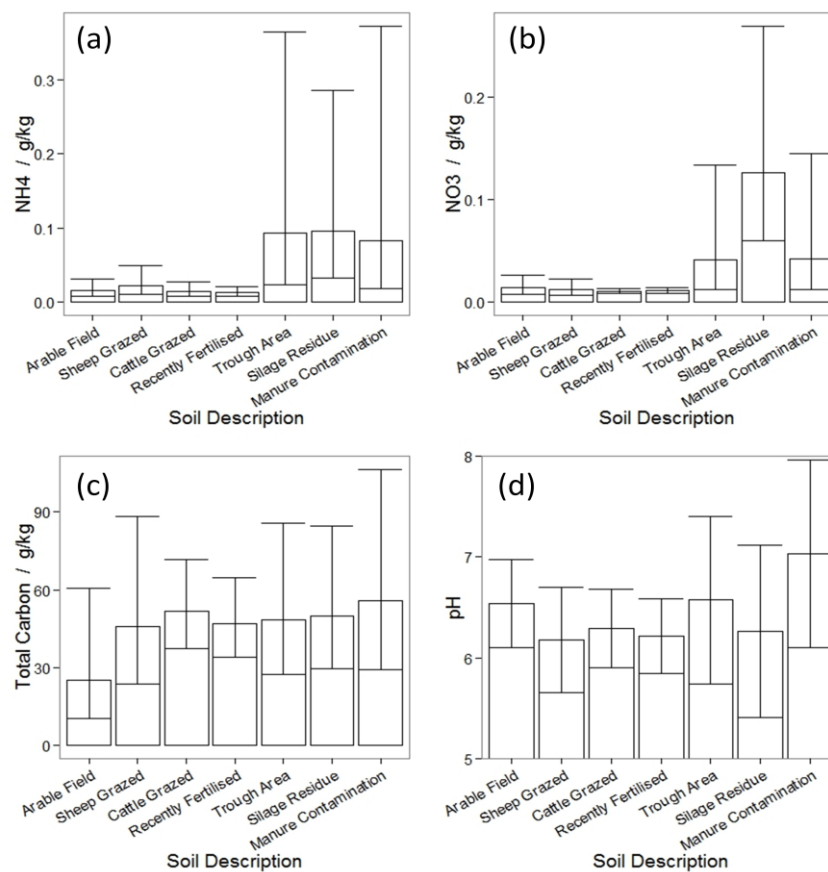 (a)
NH4 / g/kg
0.3
0.2
0.1
0.0
Arable Field
Sheep Grazed
Cattle Grazed
Recently Fertilised
Trough Area
Silage Residue
Manure Contamination
Soil Description
(b)
NO3 / g/kg
0.2
0.1
0.0
Arable Field
Sheep Grazed
Cattle Grazed
Recently Fertilised
Trough Area
Silage Residue
Manure Contamination
Soil Description
(c)
Total Carbon / g/kg
90
60
30
0
Arable Field
Sheep Grazed
Cattle Grazed
Recently Fertilised
Trough Area
Silage Residue
Manure Contamination
Soil Description
(d)
pH
8
7
6
5
Arable Field
Sheep Grazed
Cattle Grazed
Recently Fertilised
Trough Area
Silage Residue
Manure Contamination
Soil Description